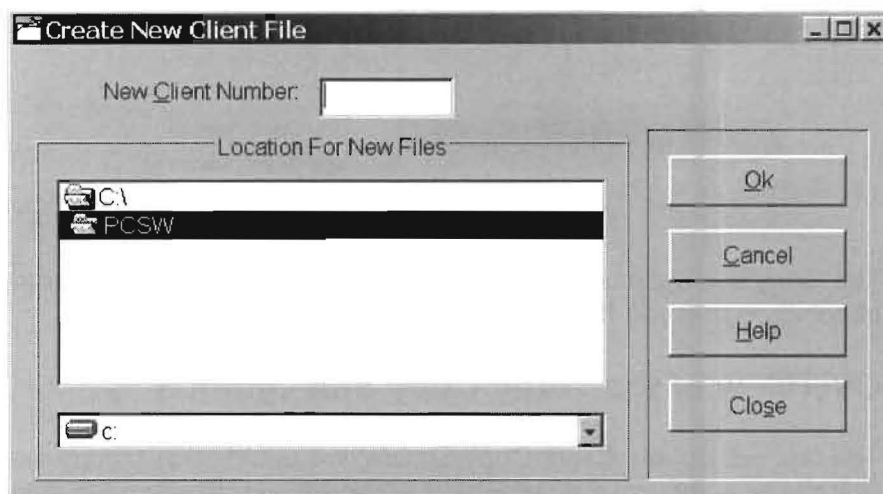 Create New Client File
New Client Number:
Location For New Files
C:\
PCSW
c:
Ok
Cancel
Help
Close